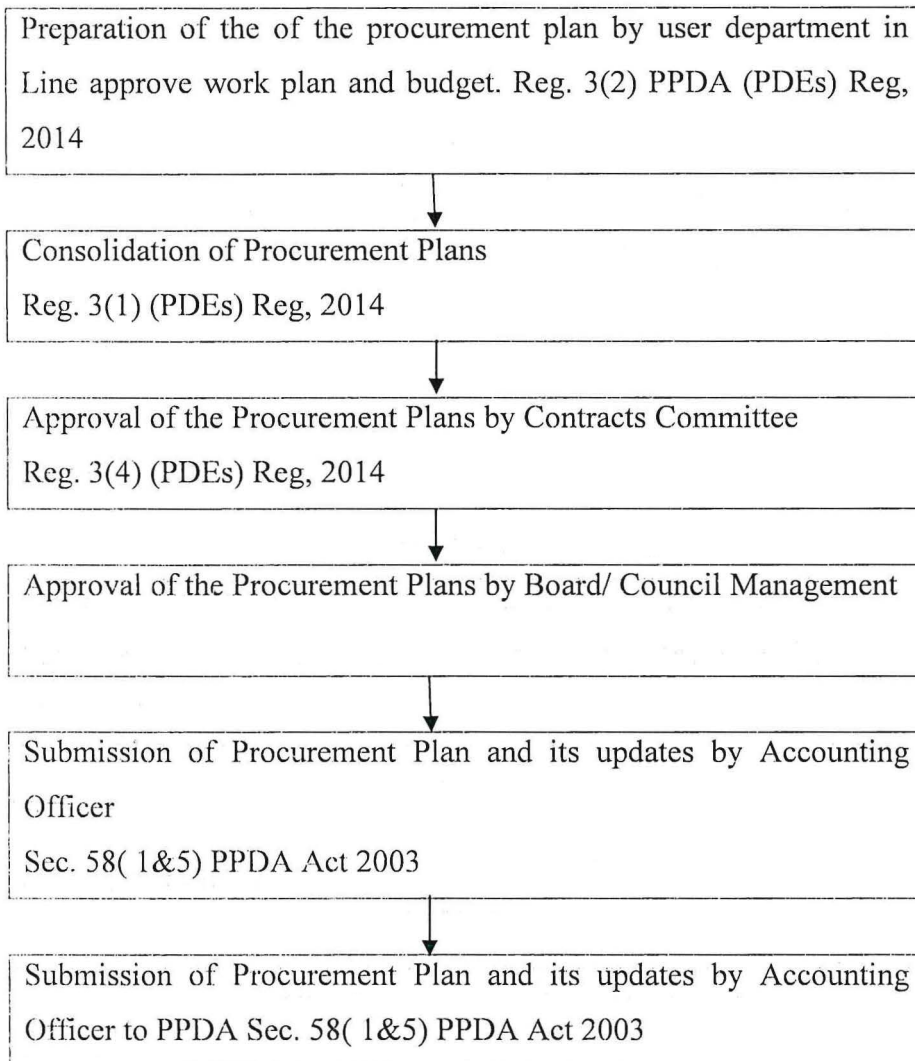 Preparation of the of the procurement plan by user department in
Line approve work plan and budget. Reg. 3(2) PPDA (PDEs) Reg,
2014
Consolidation of Procurement Plans
Reg. 3(1) (PDEs) Reg, 2014
Approval of the Procurement Plans by Contracts Committee
Reg. 3(4) (PDEs) Reg, 2014
Approval of the Procurement Plans by Board/ Council Management
Submission of Procurement Plan and its updates by Accounting
Officer
Sec. 58( 1&5) PPDA Act 2003
Submission of Procurement Plan and its updates by Accounting
Officer to PPDA Sec. 58( 1&5) PPDA Act 2003